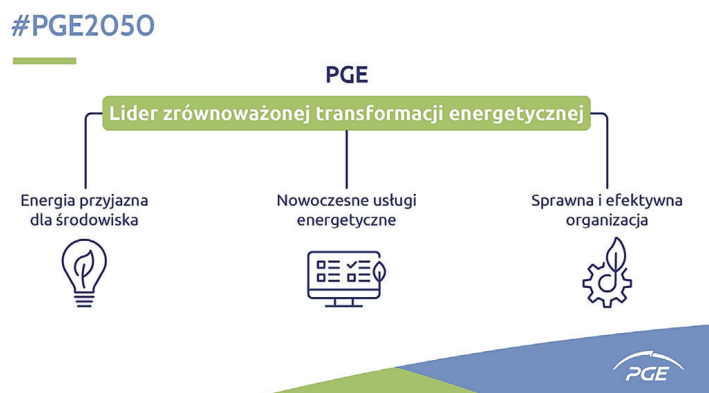 #PGE2050
PGE
Lider zrównoważonej transformacji energetycznej
Energia przyjazna
dla środowiska
Nowoczesne usługi
energetyczne
Sprawna i efektywna
organizacja
PGE